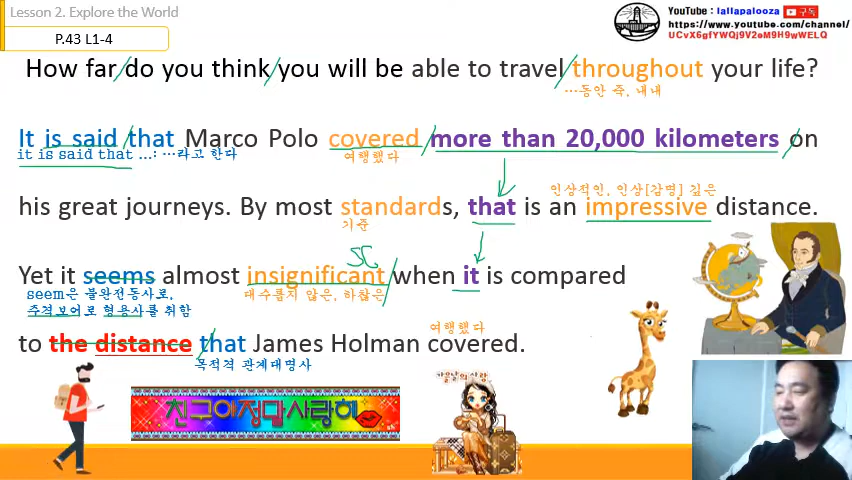 Lesson 2. Explore the World
P.43 L1-4
YouTube : lallapalooza 구독
https://www.youtube.com/channel/
UCvX6gfYWQj9V2eM9H9wWELQ
How far do you think you will be able to travel throughout your life?
…동안 죽, 내내
It is said that Marco Polo covered more than 20,000 kilometers on
it is said that …: …라고 한다
여행했다
인상적인, 인상[감명] 깊은
his great journeys. By most standards, that is an impressive distance.
기준
SC
Yet it seems almost insignificant when it is compared
seem은 불완전동사로,
대수롭지 않은, 하찮은
주격보어로 형용사를 취함
여행했다
to the distance that James Holman covered.
목적격 관계대명사
가을날의 사랑
친구야정말사랑해